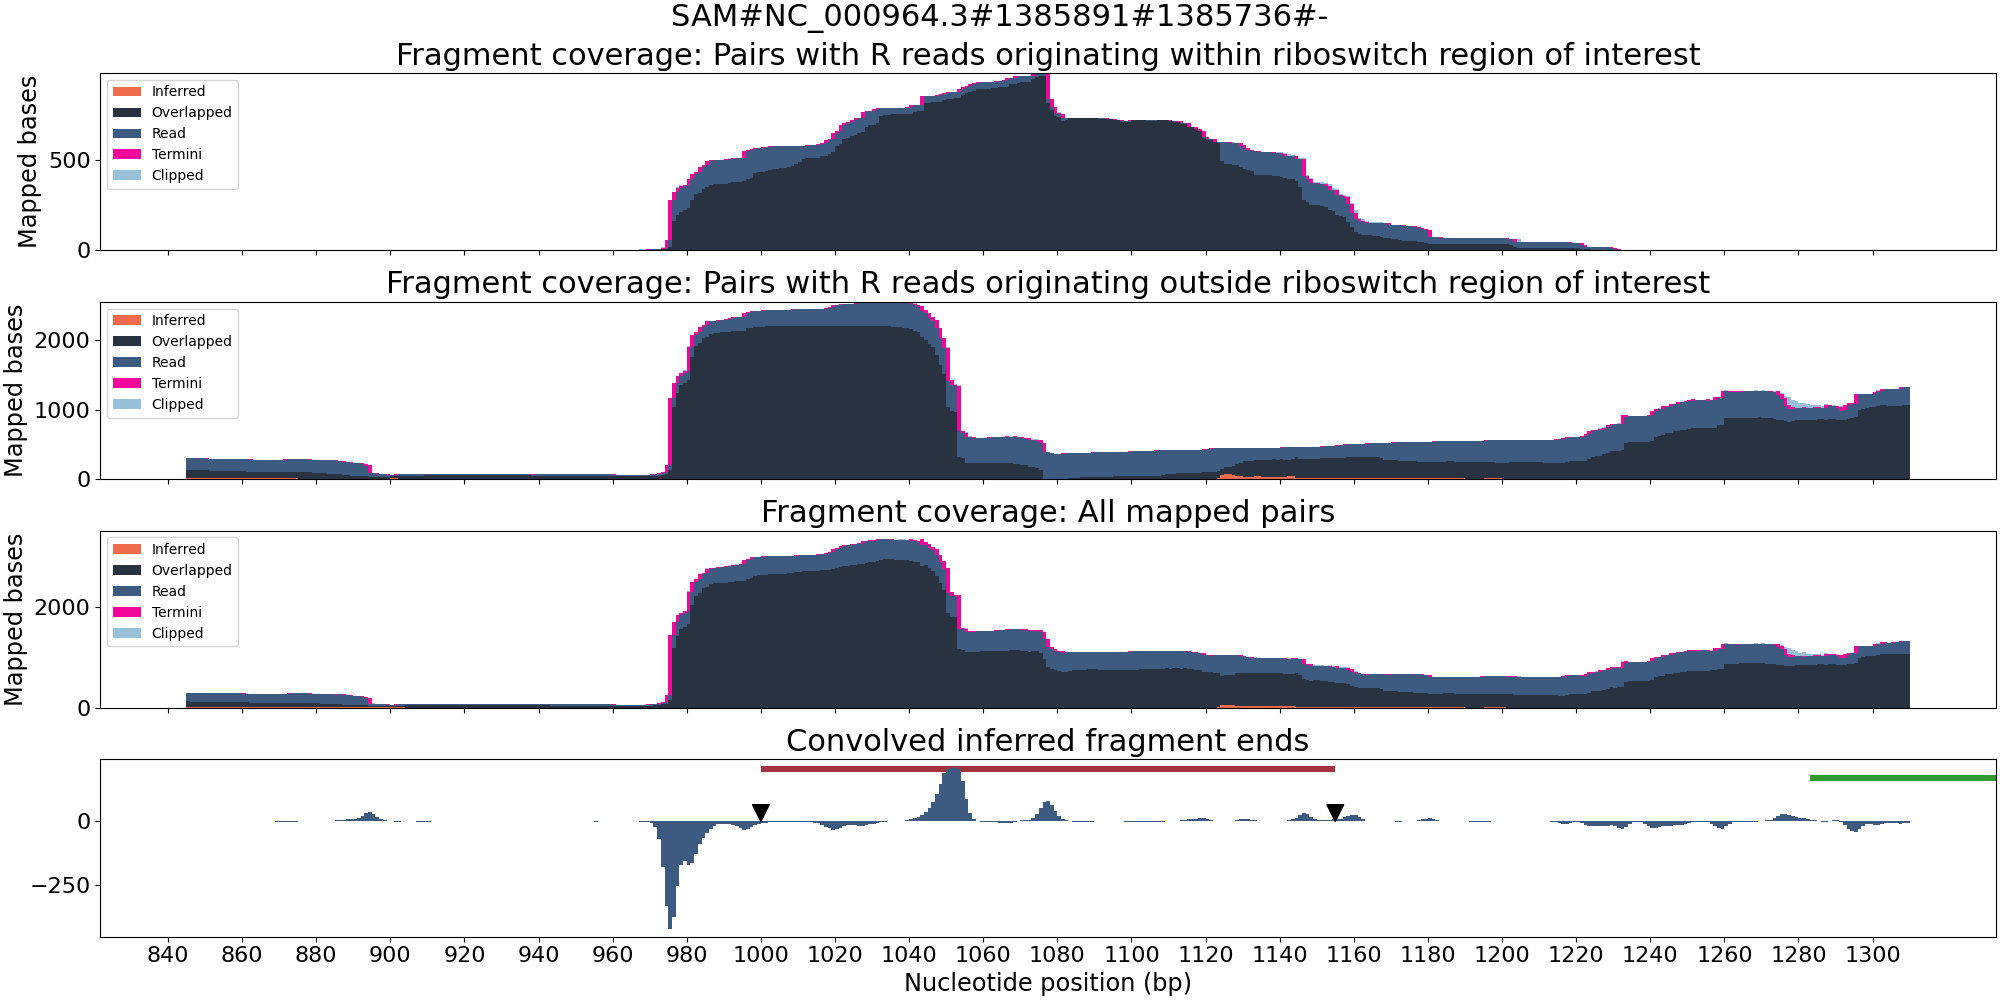 SAM#NC_000964.3#1385891#1385736#-
Fragment coverage: Pairs with R reads originating within riboswitch region of interest
Mapped bases
500
0
Inferred
Overlapped
Read
Termini
Clipped
Fragment coverage: Pairs with R reads originating outside riboswitch region of interest
Mapped bases
2000
1000
0
Inferred
Overlapped
Read
Termini
Clipped
Fragment coverage: All mapped pairs
Mapped bases
2000
0
Inferred
Overlapped
Read
Termini
Clipped
Convolved inferred fragment ends
0
−250
840 860 880 900 920 940 960 980 1000 1020 1040 1060 1080 1100 1120 1140 1160 1180 1200 1220 1240 1260 1280 1300
Nucleotide position (bp)